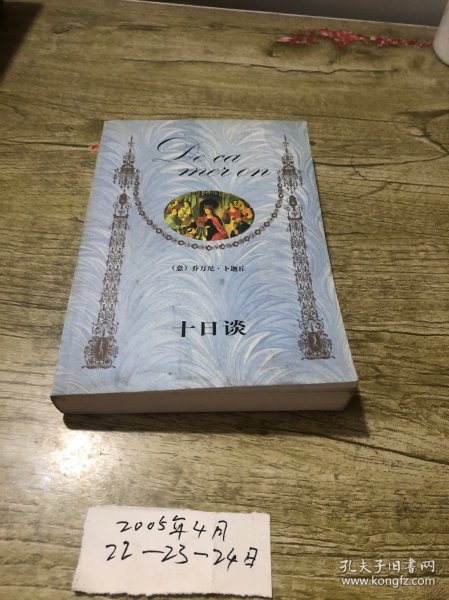 De ca
mer on
（意）乔万尼·卜迦丘
十日谈
2005年4月
22-23-24日
孔夫子旧书网
www.kongfz.com